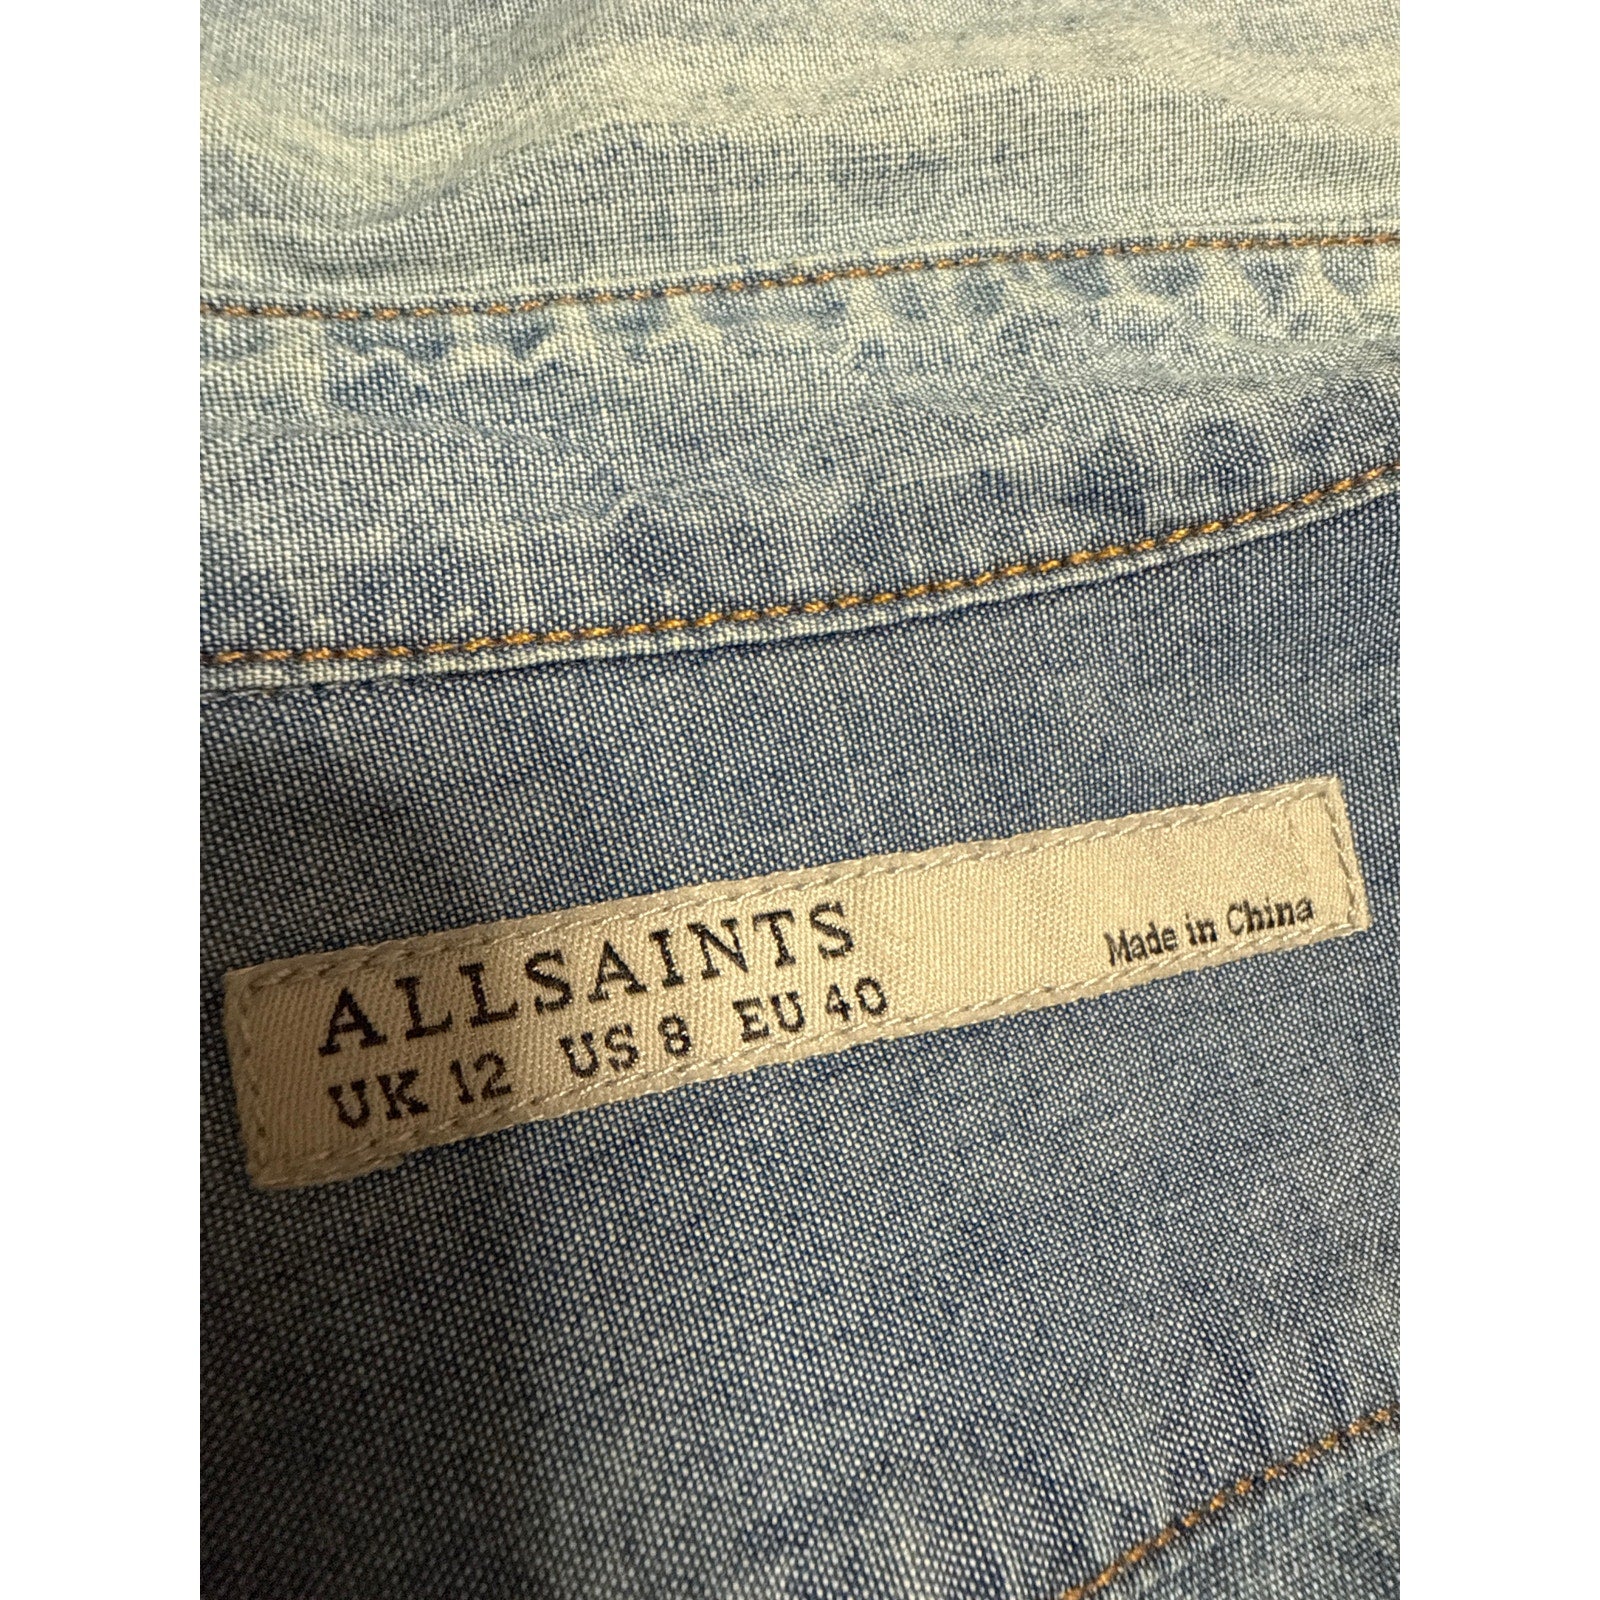 ALLSAINTS
UK 12 US 8 EU 40
Made in China